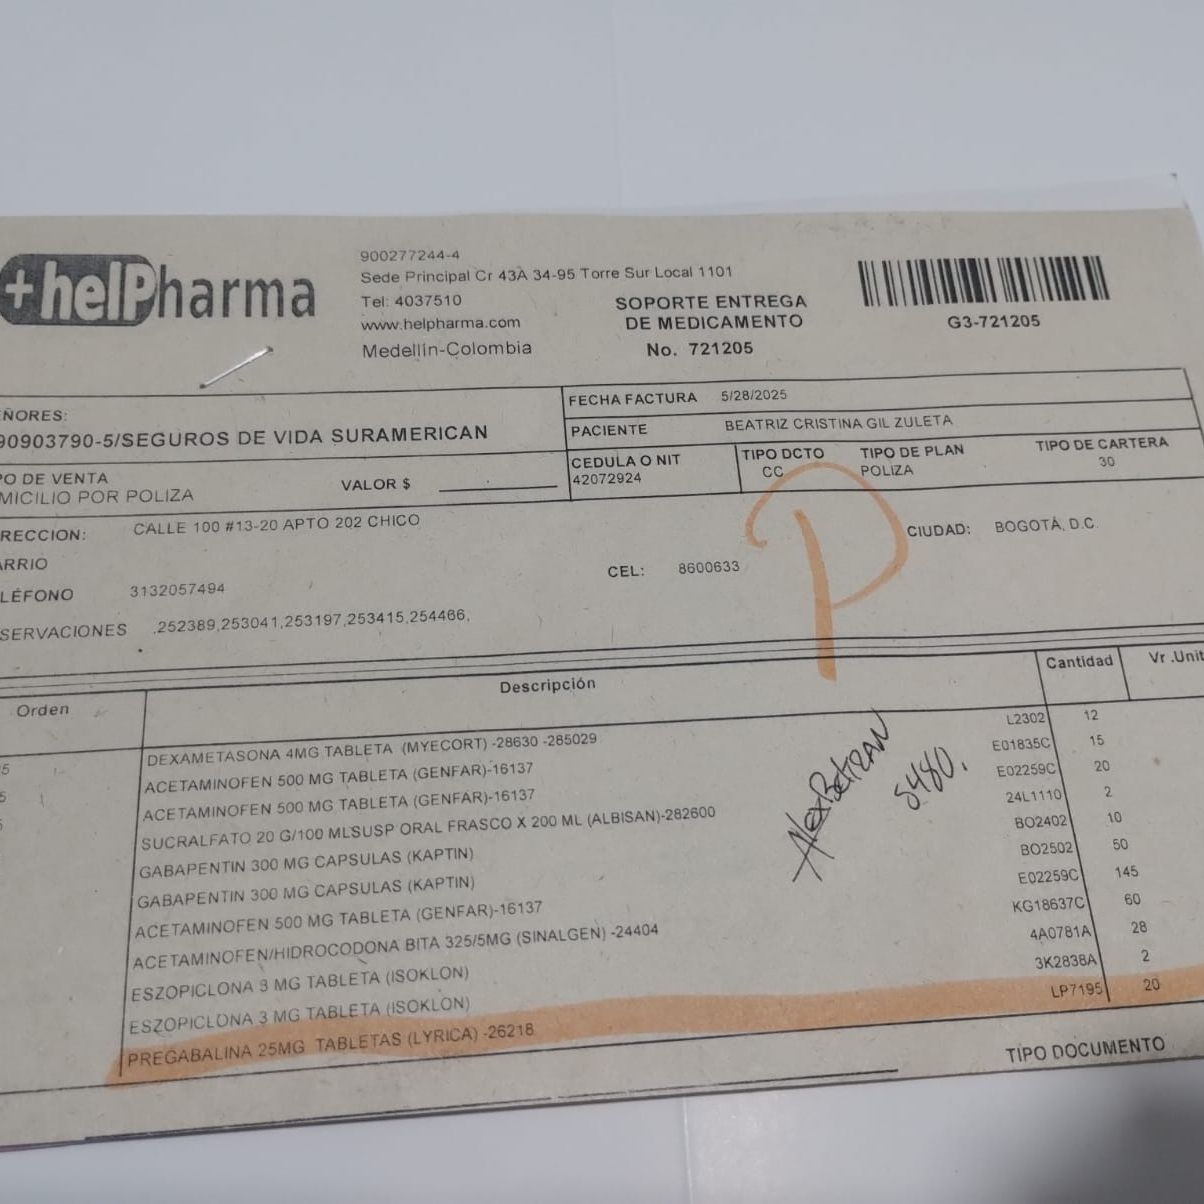 +helPharma
900277244-4
Sede Principal Cr 43A 34-95 Torre Sur Local 1101
Tel: 4037510
www.helpharma.com
Medellín-Colombia
SOPORTE ENTREGA
DE MEDICAMENTO
No. 721205
G3-721205
EÑORES:
90903790-5/SEGUROS DE VIDA SURAMERICAN
FECHA FACTURA 5/28/2025
PACIENTE BEATRIZ CRISTINA GIL ZULETA
PO DE VENTA
MICILIO POR POLIZA
VALOR $
CEDULA O NIT
42072924
TIPO DCTO
CC
TIPO DE PLAN
POLIZA
TIPO DE CARTERA
30
RECCION: CALLE 100 #13-20 APTO 202 CHICO
CIUDAD: BOGOTÁ, D.C.
ARRIO
LÉFONO 3132057494
CEL: 8600633
SERVACIONES ,252389,253041,253197,253415,254466,
P
Orden Descripción Cantidad Vr .Unit
DEXAMETASONA 4MG TABLETA (MYECORT) -28630 -285029 L2302 12
ACETAMINOFEN 500 MG TABLETA (GENFAR)-16137 E01835C 15
ACETAMINOFEN 500 MG TABLETA (GENFAR)-16137 E02259C 20
SUCRALFATO 20 G/100 MLSUSP ORAL FRASCO X 200 ML (ALBISAN)-282600 24L1110 2
GABAPENTIN 300 MG CAPSULAS (KAPTIN) BO2402 10
GABAPENTIN 300 MG CAPSULAS (KAPTIN) BO2502 50
ACETAMINOFEN 500 MG TABLETA (GENFAR)-16137 E02259C 145
ACETAMINOFEN/HIDROCODONA BITA 325/5MG (SINALGEN) -24404 KG18637C 60
ESZOPICLONA 3 MG TABLETA (ISOKLON) 4A0781A 28
ESZOPICLONA 3 MG TABLETA (ISOKLON) 3K2838A 2
PREGABALINA 25MG TABLETAS (LYRICA) -26218 LP7195 20
AlexBeltRAN
5480.
TIPO DOCUMENTO